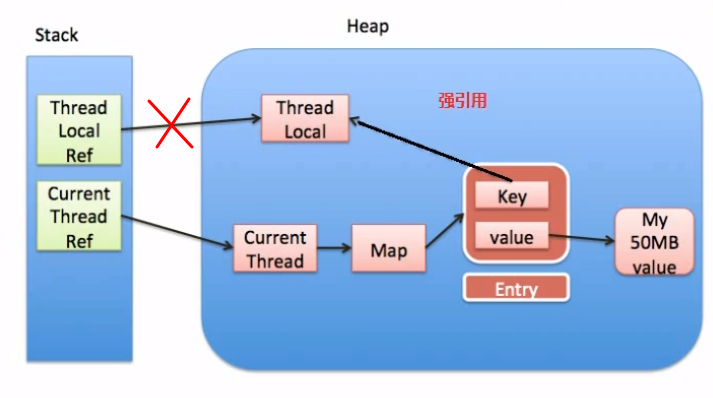 Stack
Heap
Thread
Local
Ref
Thread
Local
强引用
Current
Thread
Ref
Key
value
Current
Thread
Map
My
50MB
value
Entry